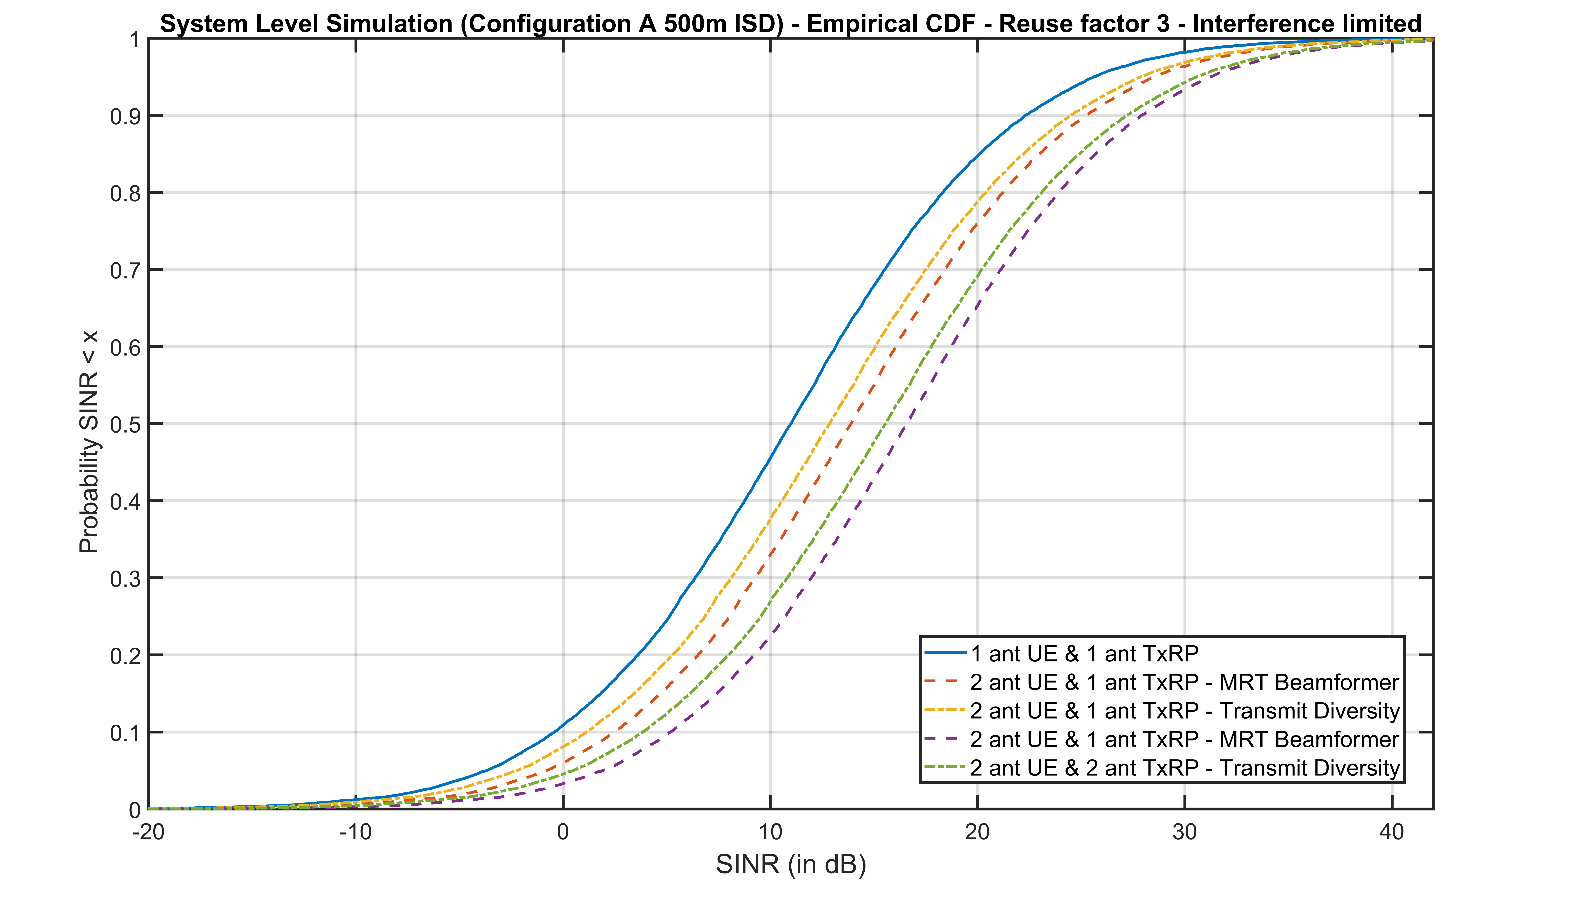 System Level Simulation (Configuration A 500m ISD) - Empirical CDF - Reuse factor 3 - Interference limited
1
0.9
0.8
0.7
0.6
0.5
0.4
0.3
0.2
0.1
0
Probability SINR < x
1 ant UE & 1 ant TxRP
2 ant UE & 1 ant TxRP - MRT Beamformer
2 ant UE & 1 ant TxRP - Transmit Diversity
2 ant UE & 1 ant TxRP - MRT Beamformer
2 ant UE & 2 ant TxRP - Transmit Diversity
-20 -10 0 10 20 30 40
SINR (in dB)